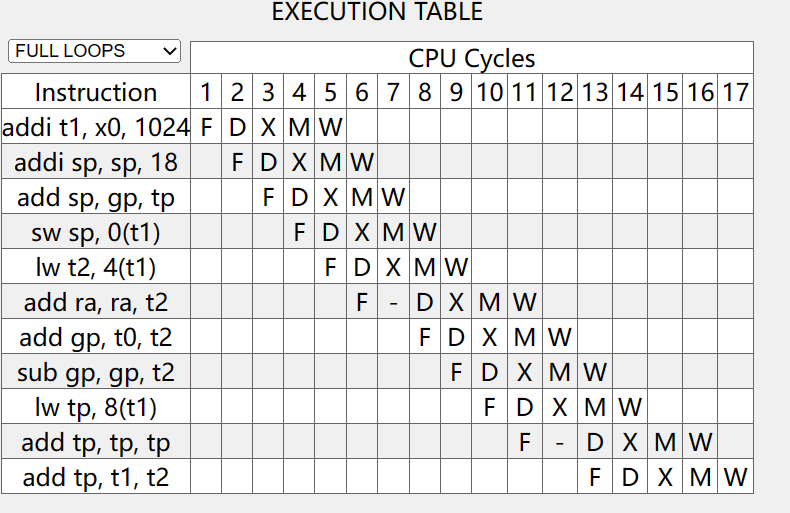 EXECUTION TABLE
FULL LOOPS CPU Cycles
Instruction 1 2 3 4 5 6 7 8 9 10 11 12 13 14 15 16 17
addi t1, x0, 1024 F D X M W
addi sp, sp, 18 F D X M W
add sp, gp, tp F D X M W
sw sp, 0(t1) F D X M W
lw t2, 4(t1) F D X M W
add ra, ra, t2 F - D X M W
add gp, t0, t2 F D X M W
sub gp, gp, t2 F D X M W
lw tp, 8(t1) F D X M W
add tp, tp, tp F - D X M W
add tp, t1, t2 F D X M W